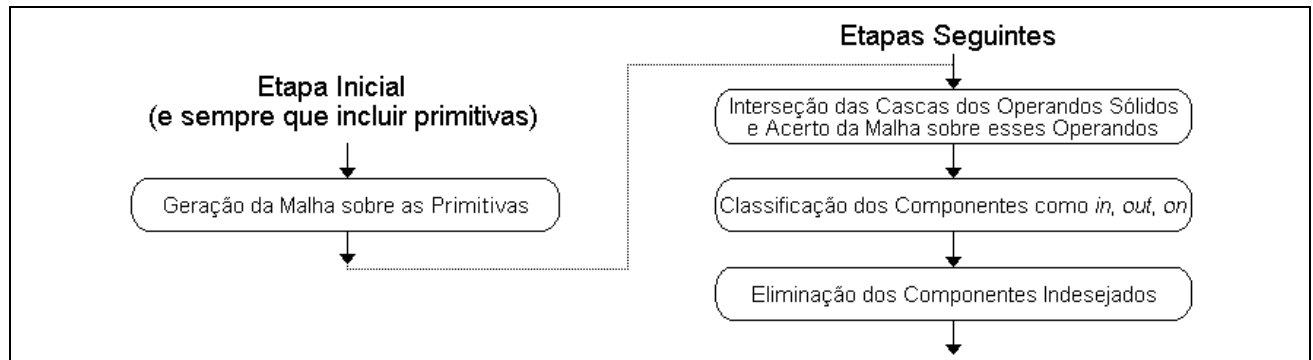 Etapa Inicial
(e sempre que incluir primitivas)
Geração da Malha sobre as Primitivas
Etapas Seguintes
Interseção das Cascas dos Operandos Sólidos
e Acerto da Malha sobre esses Operandos
Classificação dos Componentes como in, out, on
Eliminação dos Componentes Indesejados